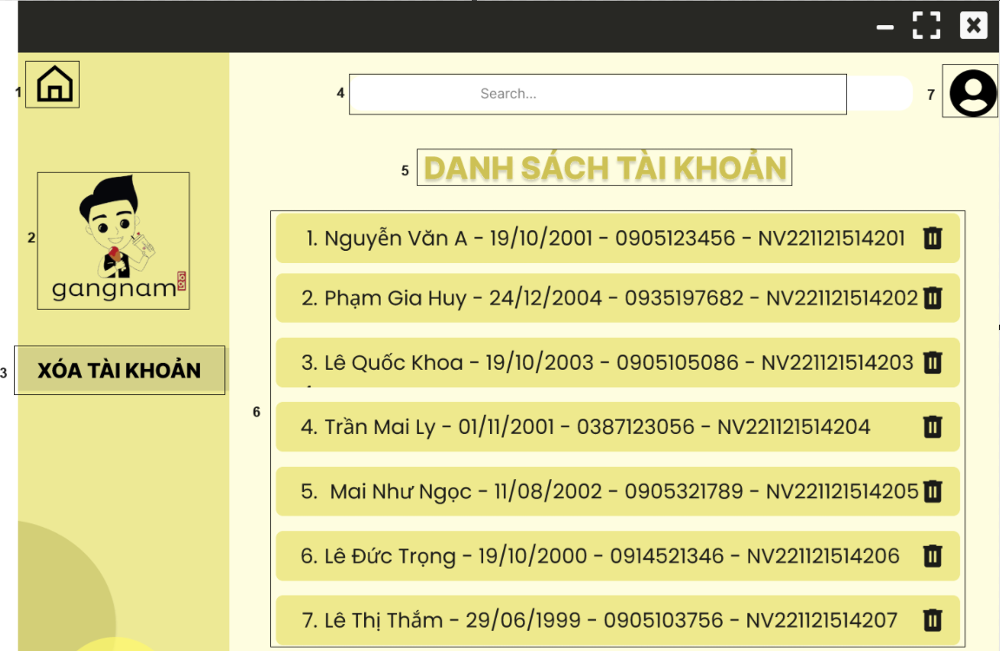 1
4 Search...
7
5 DANH SÁCH TÀI KHOẢN
2
gangnam
3 XÓA TÀI KHOẢN
6
1. Nguyễn Văn A - 19/10/2001 - 0905123456 - NV221121514201
2. Phạm Gia Huy - 24/12/2004 - 0935197682 - NV221121514202
3. Lê Quốc Khoa - 19/10/2003 - 0905105086 - NV221121514203
4. Trần Mai Ly - 01/11/2001 - 0387123056 - NV221121514204
5. Mai Như Ngọc - 11/08/2002 - 0905321789 - NV221121514205
6. Lê Đức Trọng - 19/10/2000 - 0914521346 - NV221121514206
7. Lê Thị Thắm - 29/06/1999 - 0905103756 - NV221121514207